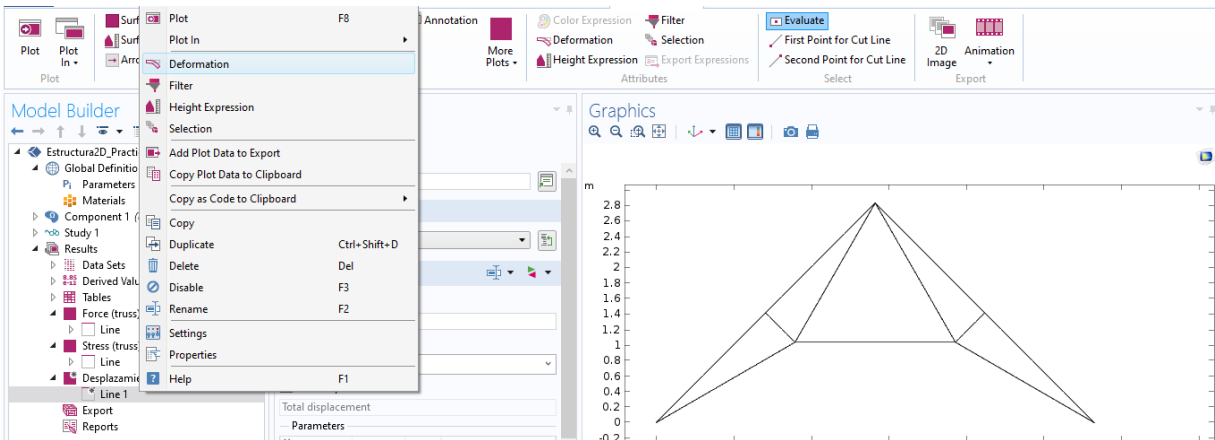 Plot
Plot
In
Plot
Surf
Surf
Arro
Plot F8
Plot In
Deformation
Filter
Height Expression
Selection
Add Plot Data to Export
Copy Plot Data to Clipboard
Copy as Code to Clipboard
Copy
Duplicate Ctrl+Shift+D
Delete Del
Disable F3
Rename F2
Settings
Properties
Help F1
Annotation
More
Plots
Color Expression Filter
Deformation Selection
Height Expression Export Expressions
Attributes
Evaluate
First Point for Cut Line
Second Point for Cut Line
Select
2D
Image
Animation
Export
Model Builder
Estructura2D_Practi
Global Definitio
Pi Parameters
Materials
Component 1 (
Study 1
Results
Data Sets
8.85
e-12
Derived Valu
Tables
Force (truss)
Line
Stress (truss)
Line
Desplazamie
Line 1
Export
Reports
Total displacement
Parameters
Graphics
m
2.8
2.6
2.4
2.2
2
1.8
1.6
1.4
1.2
1
0.8
0.6
0.4
0.2
0
-0.2